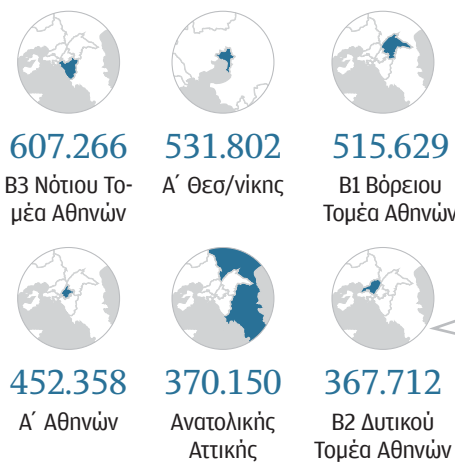 607.266 531.802 515.629
Β3 Νότιου Το- Α΄ Θεσ/νίκης Β1 Βόρειου
μέα Αθηνών Τομέα Αθηνών
452.358 370.150 367.712
Α΄ Αθηνών Ανατολικής Β2 Δυτικού
Αττικής Τομέα Αθηνών